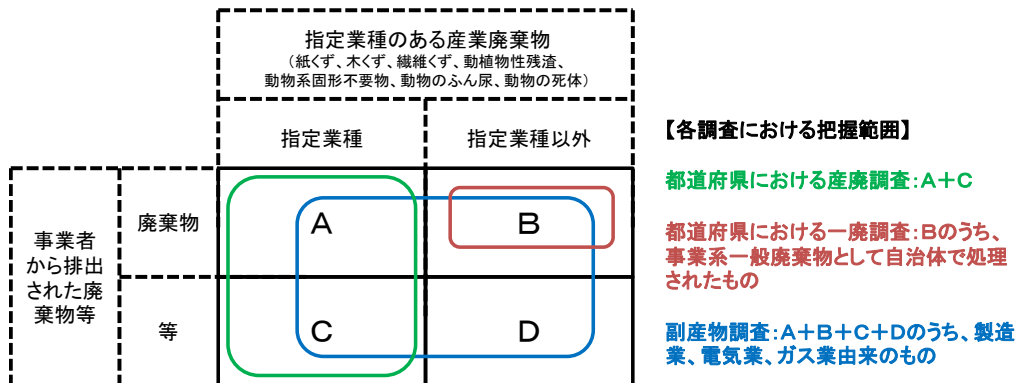 指定業種のある産業廃棄物
(紙くず、木くず、繊維くず、動植物性残渣、
動物系固形不要物、動物のふん尿、動物の死体)
指定業種
指定業種以外
事業者
から排出
された廃
棄物等
廃棄物
A
B
等
C
D
【各調査における把握範囲】
都道府県における産廃調査:A+C
都道府県における一廃調査:Bのうち、
事業系一般廃棄物として自治体で処理
されたもの
副産物調査:A+B+C+Dのうち、製造
業、電気業、ガス業由来のもの